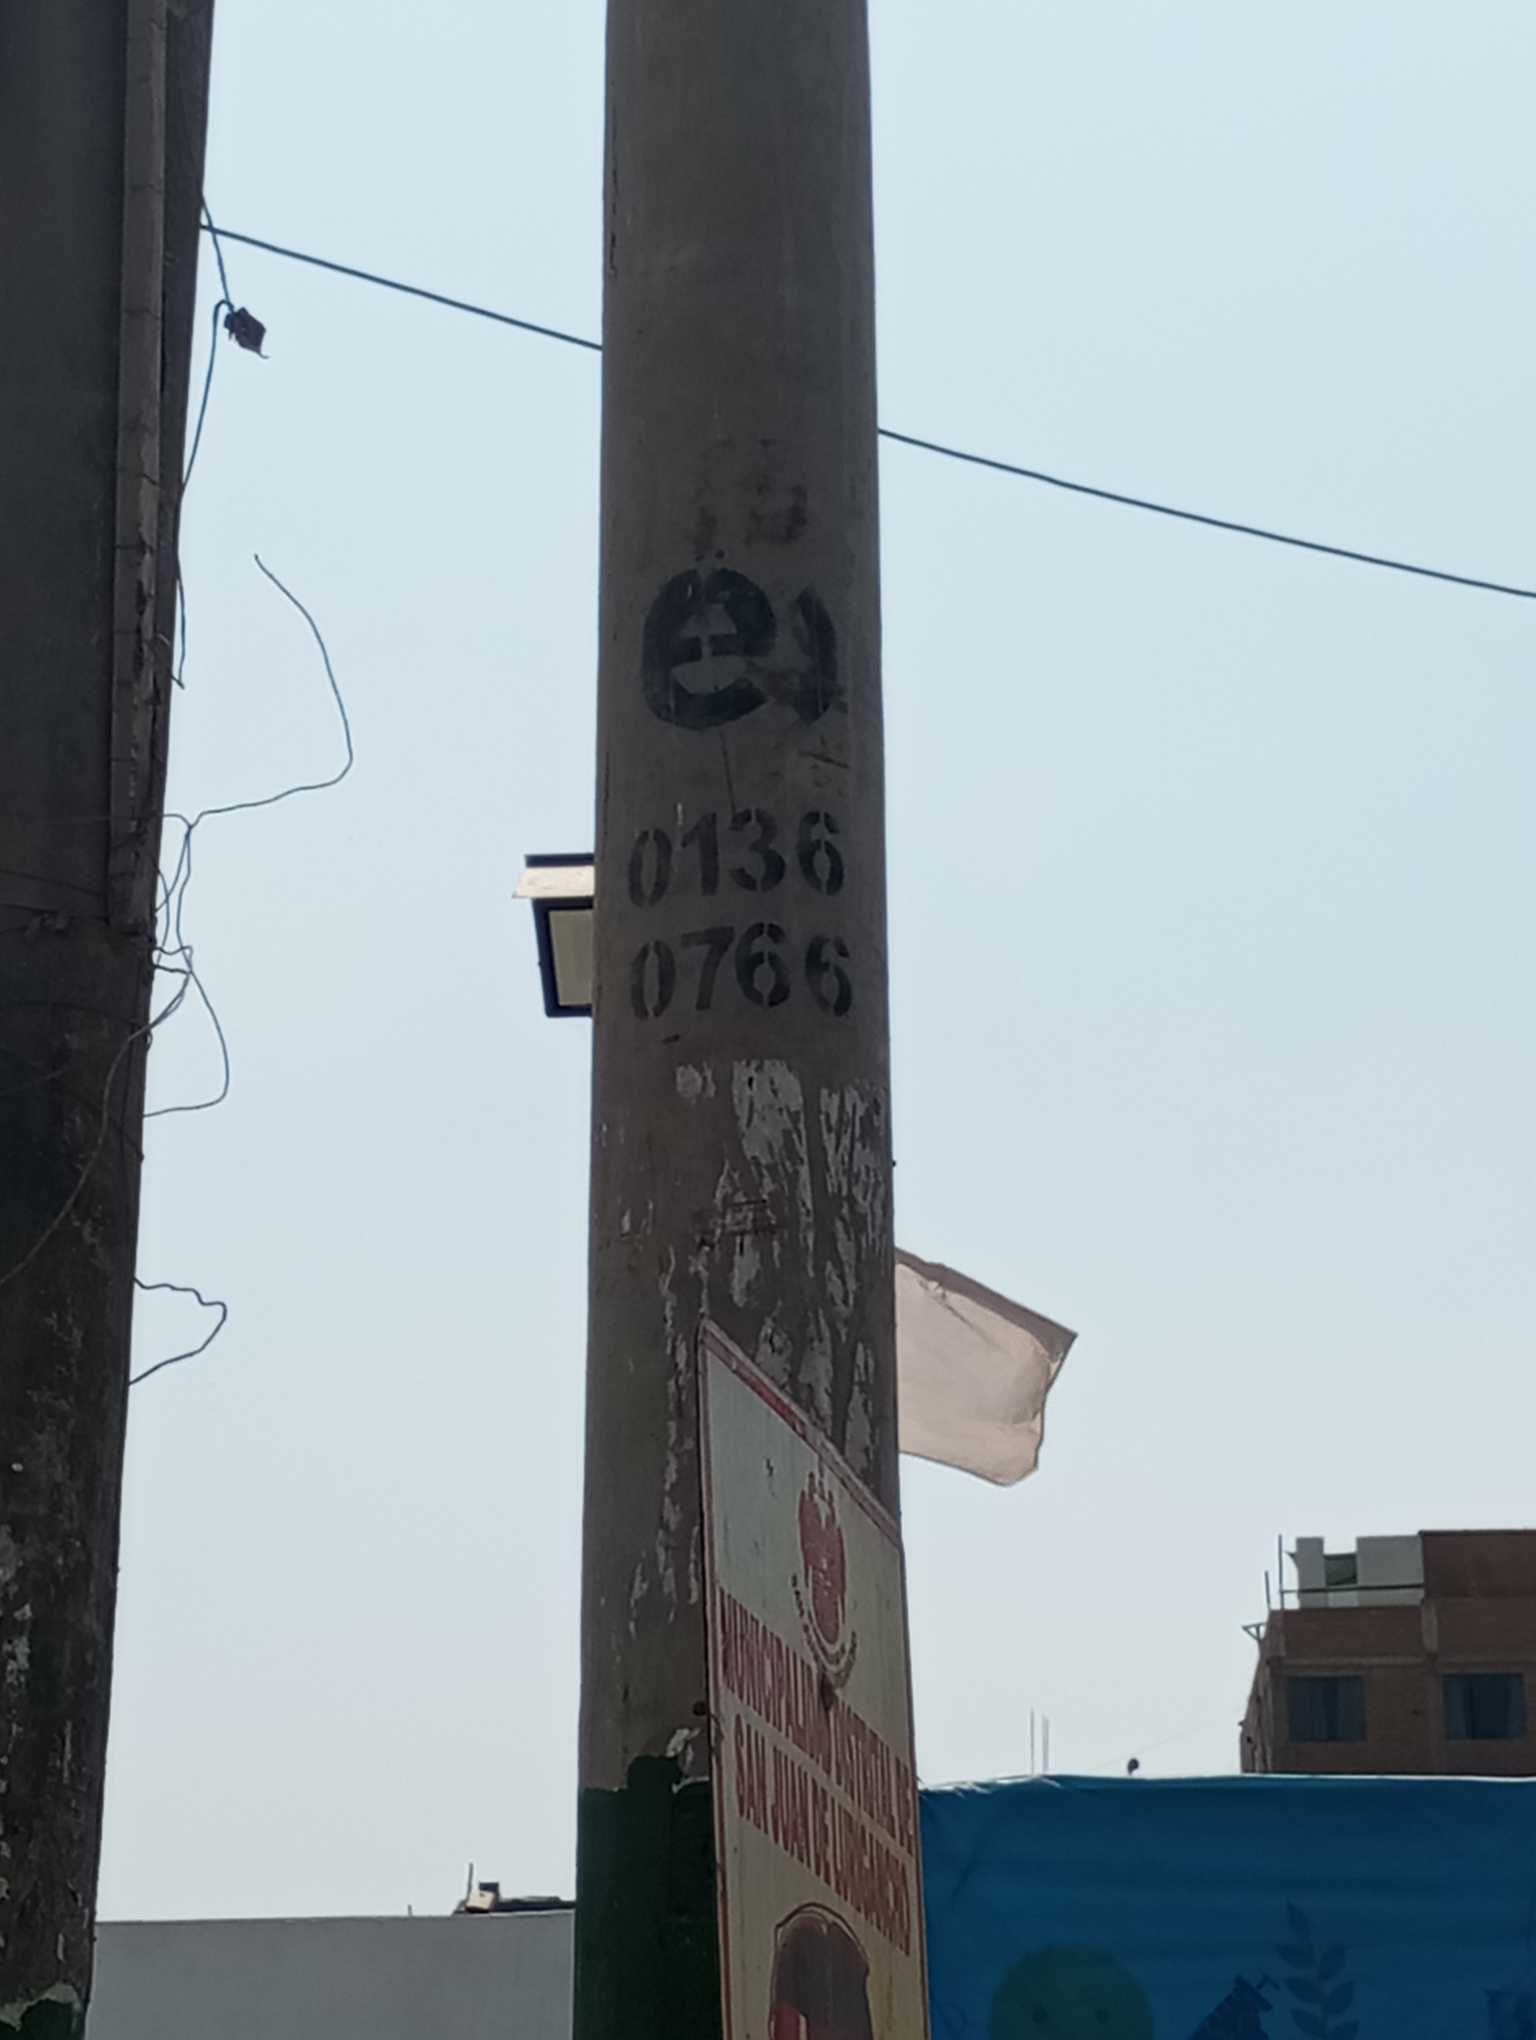 e
0136
0766
MUNICIPALIDAD DISTRITAL DE
SAN JUAN DE LURIGANCHO